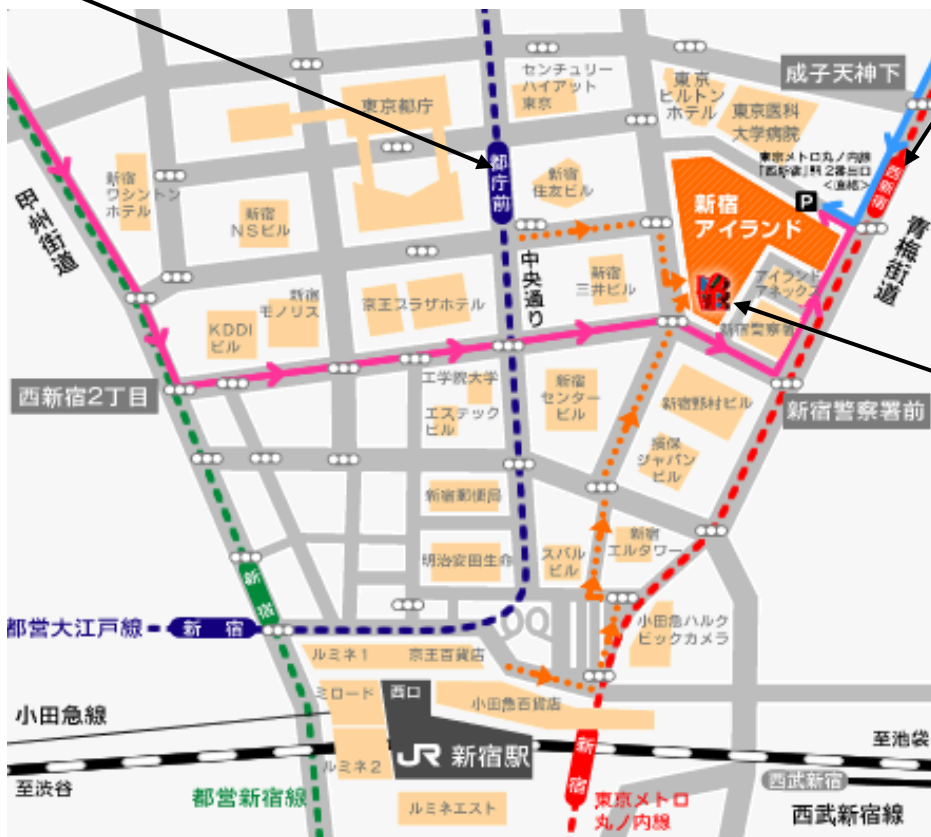 センチュリー
ハイアット
東京
東京
ヒルトン
ホテル
成子天神下
東京都庁
東京医科
大学病院
東京メトロ丸ノ内線
「西新宿」駅2番出口
<直結>
西新宿
都庁前
新宿
住友ビル
P
新宿
アイランド
新宿
ワシントン
ホテル
新宿
NSビル
甲州街道
中央通り
青梅街道
アイランド
アネックス
新宿
三井ビル
新宿
モノリス
京王プラザホテル
KDDI
ビル
新宿警察署
西新宿2丁目
工学院大学
エステック
ビル
新宿
センター
ビル
新宿野村ビル
新宿警察署前
損保
ジャパン
ビル
新宿郵便局
新宿
エルタワー
明治安田生命
スバル
ビル
新宿
都営大江戸線
新宿
小田急ハルク
ビックカメラ
ルミネ1
京王百貨店
ミロード
西口
小田急百貨店
小田急線
JR 新宿駅
新宿
至池袋
ルミネ2
至渋谷
西武新宿
都営新宿線
ルミネエスト
東京メトロ
丸ノ内線
西武新宿線